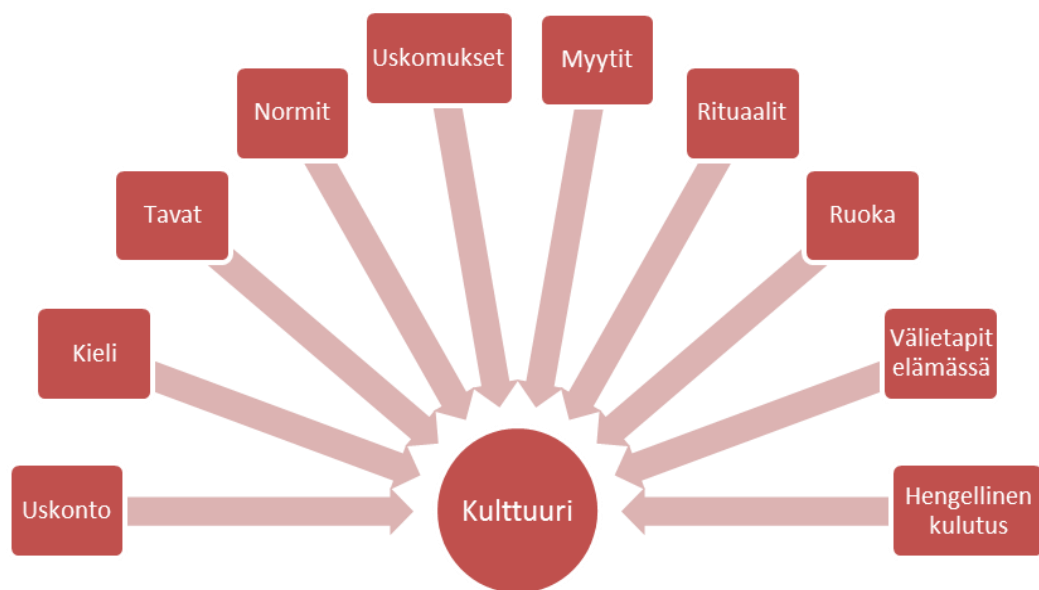 Uskomukset
Myytit
Normit
Rituaalit
Tavat
Ruoka
Kieli
Välietapit
elämässä
Uskonto
Kulttuuri
Hengellinen
kulutus